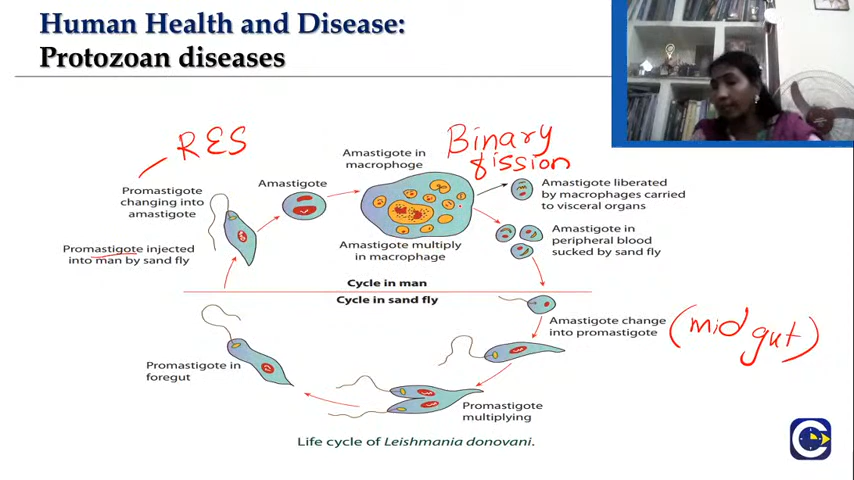 Human Health and Disease:
Protozoan diseases
RES
Binary
fission
Promastigote
changing into
amastigote
Amastigote
Amastigote in
macrophoge
Amastigote liberated
by macrophages carried
to visceral organs
Promastigote injected
into man by sand fly
Amastigote multiply
in macrophage
Amastigote in
peripheral blood
sucked by sand fly
Cycle in man
Cycle in sand fly
Amastigote change
into promastigote
(mid gut)
Promastigote in
foregut
Promastigote
multiplying
Life cycle of Leishmania donovani.